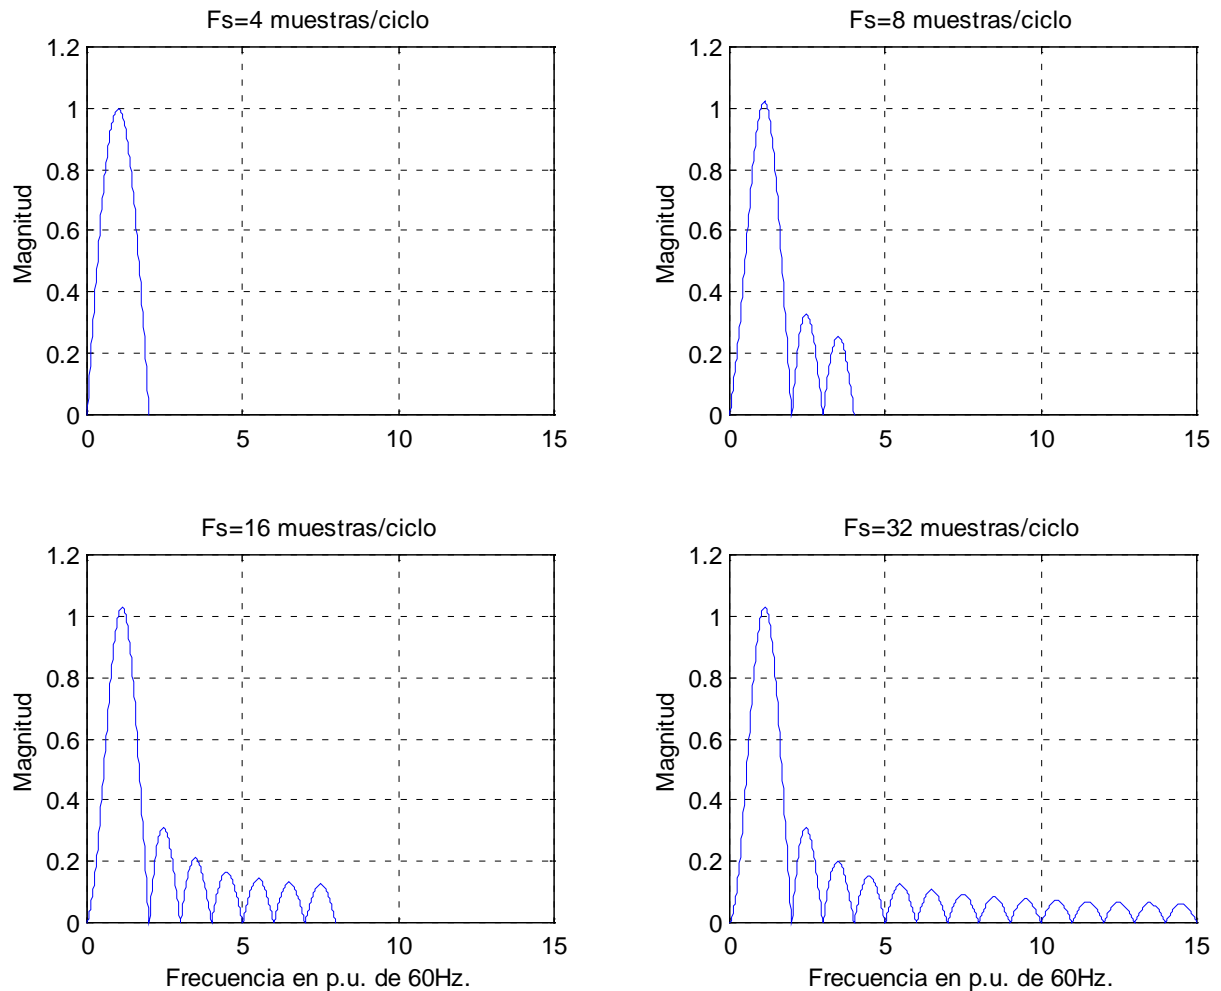 Fs=4 muestras/ciclo
1.2
1
0.8
0.6
0.4
0.2
0
Magnitud
0 5 10 15
Fs=8 muestras/ciclo
1.2
1
0.8
0.6
0.4
0.2
0
Magnitud
0 5 10 15
Fs=16 muestras/ciclo
1.2
1
0.8
0.6
0.4
0.2
0
Magnitud
0 5 10 15
Frecuencia en p.u. de 60Hz.
Fs=32 muestras/ciclo
1.2
1
0.8
0.6
0.4
0.2
0
Magnitud
0 5 10 15
Frecuencia en p.u. de 60Hz.